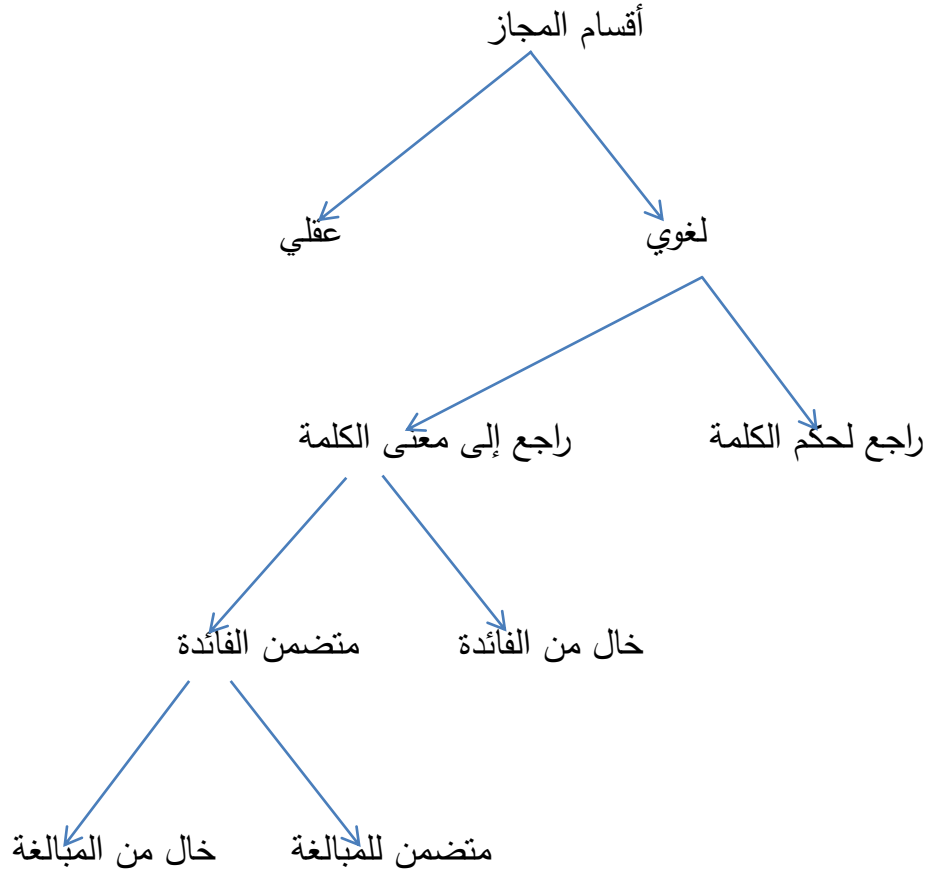 أقسام المجاز
لغوي
عقلي
راجع لحكم الكلمة
راجع إلى معنى الكلمة
خال من الفائدة
متضمن الفائدة
متضمن للمبالغة
خال من المبالغة